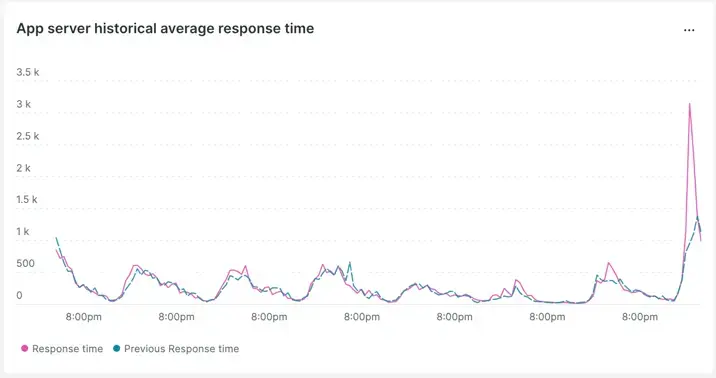 App server historical average response time
...
3.5 k
3 k
2.5 k
2 k
1.5 k
1 k
500
0
8:00pm 8:00pm 8:00pm 8:00pm 8:00pm 8:00pm 8:00pm
Response time Previous Response time